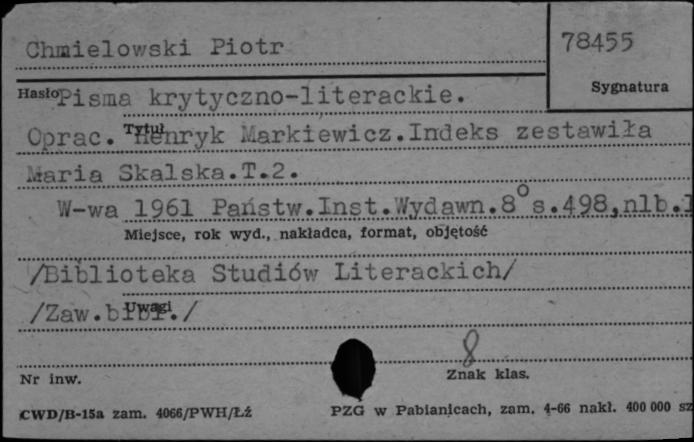 Chmielowski Piotr
78455
Hasło
Sygnatura
Pisma krytyczno-literackie.
Tytuł
Oprac. Henryk Markiewicz.Indeks zestawiła
Maria Skalska.T.2.
W-wa 1961 Państw.Inst.Wydawn.8° s.498,nlb.1
Miejsce, rok wyd., nakładca, format, objętość
/Biblioteka Studiów Literackich/
Uwagi
/Zaw.bibl./
8
Nr inw.
Znak klas.
CWD/B-15a zam. 4066/PWH/Łź
PZG w Pabianicach, zam. 4-66 nakł. 400 000 sz